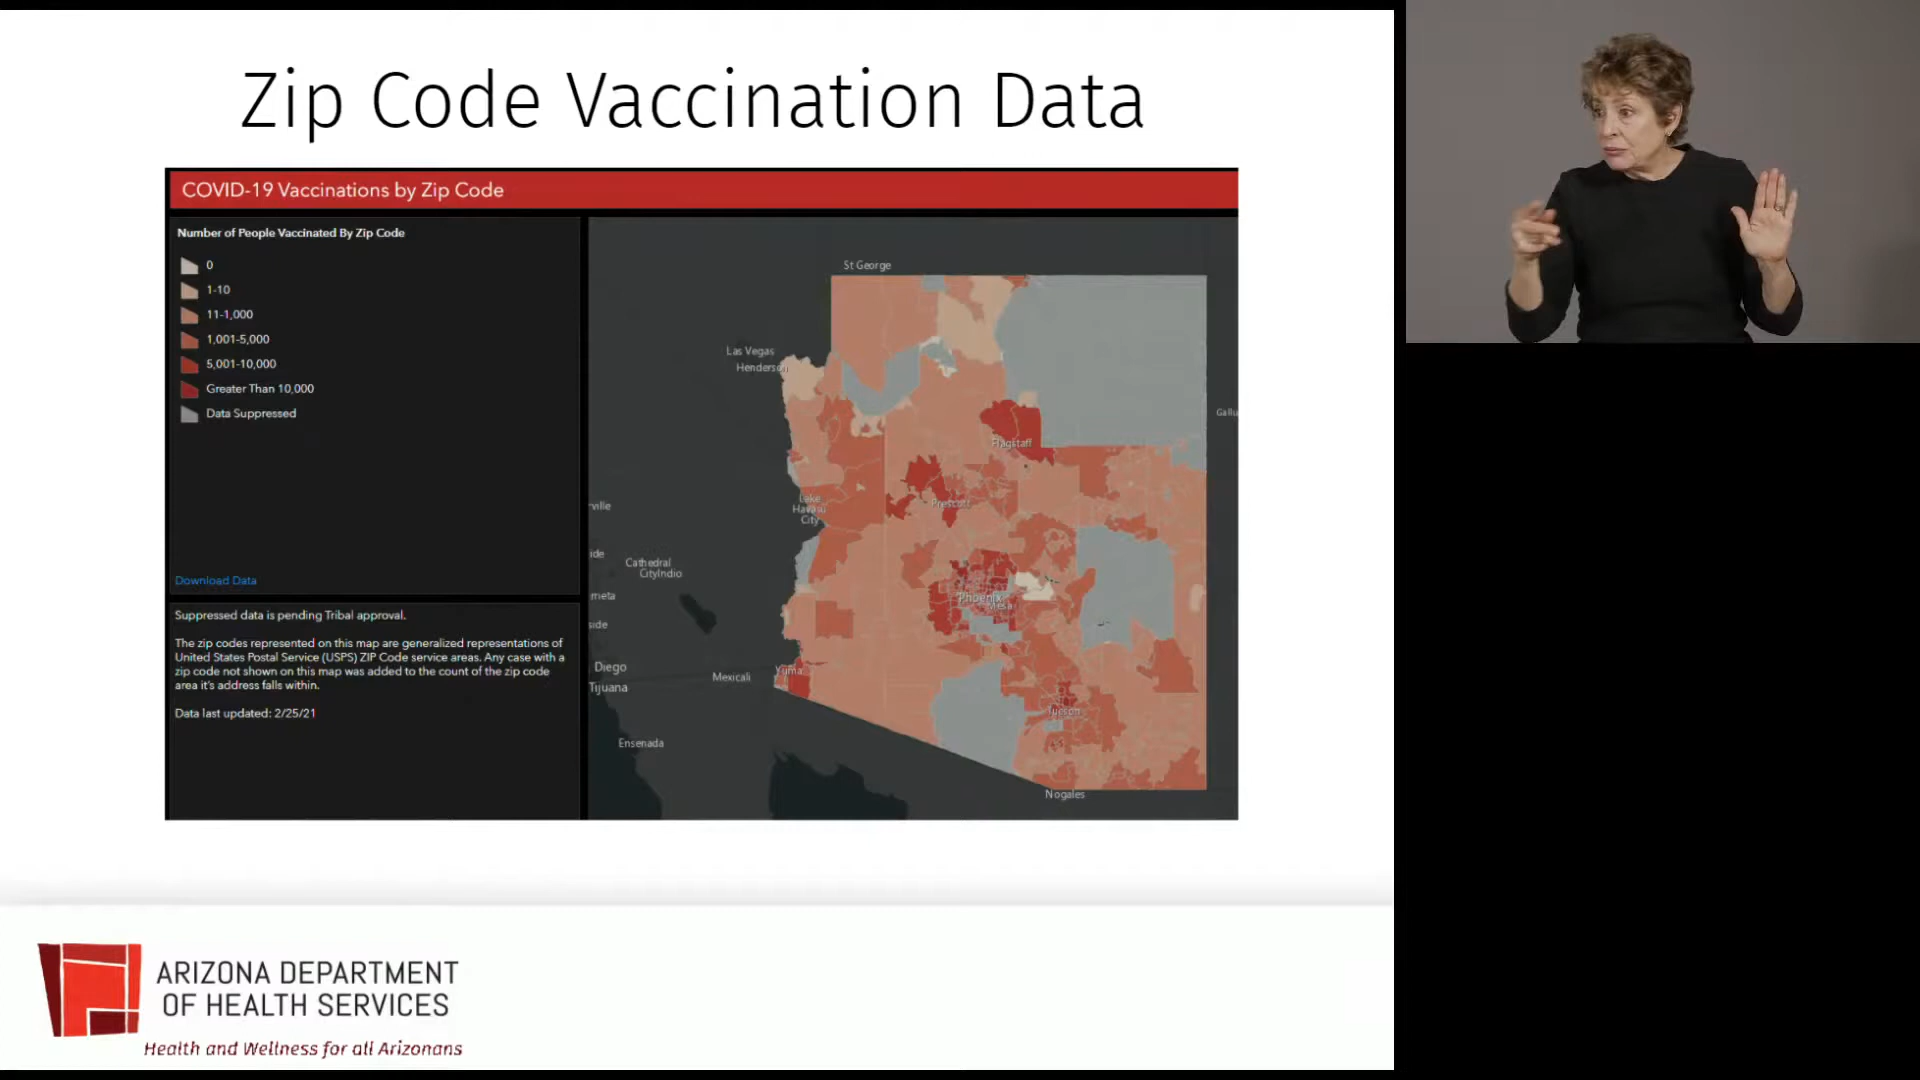 Zip Code Vaccination Data
COVID-19 Vaccinations by Zip Code
Number of People Vaccinated By Zip Code
0
1-10
11-1,000
1,001-5,000
5,001-10,000
Greater Than 10,000
Data Suppressed
Download Data
Suppressed data is pending Tribal approval.
The zip codes represented on this map are generalized representations of
United States Postal Service (USPS) ZIP Code service areas. Any case with a
zip code not shown on this map was added to the count of the zip code
area it's address falls within.
Data last updated: 2/25/21
St George
Las Vegas
Henderson
Gallu
Flagstaff
Lake
Havasu
City
Prescott
ville
ide
Cathedral
CityIndio
meta
side
Phoenix
Mesa
Diego
Tijuana
Mexicali
Yuma
Tucson
Ensenada
Nogales
ARIZONA DEPARTMENT
OF HEALTH SERVICES
Health and Wellness for all Arizonans